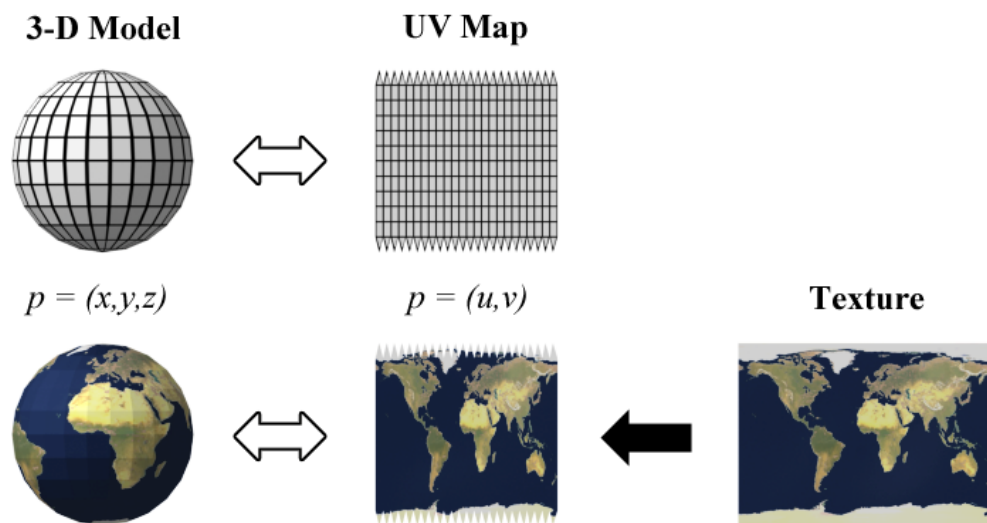 3-D Model
UV Map
p = (x,y,z)
p = (u,v)
Texture